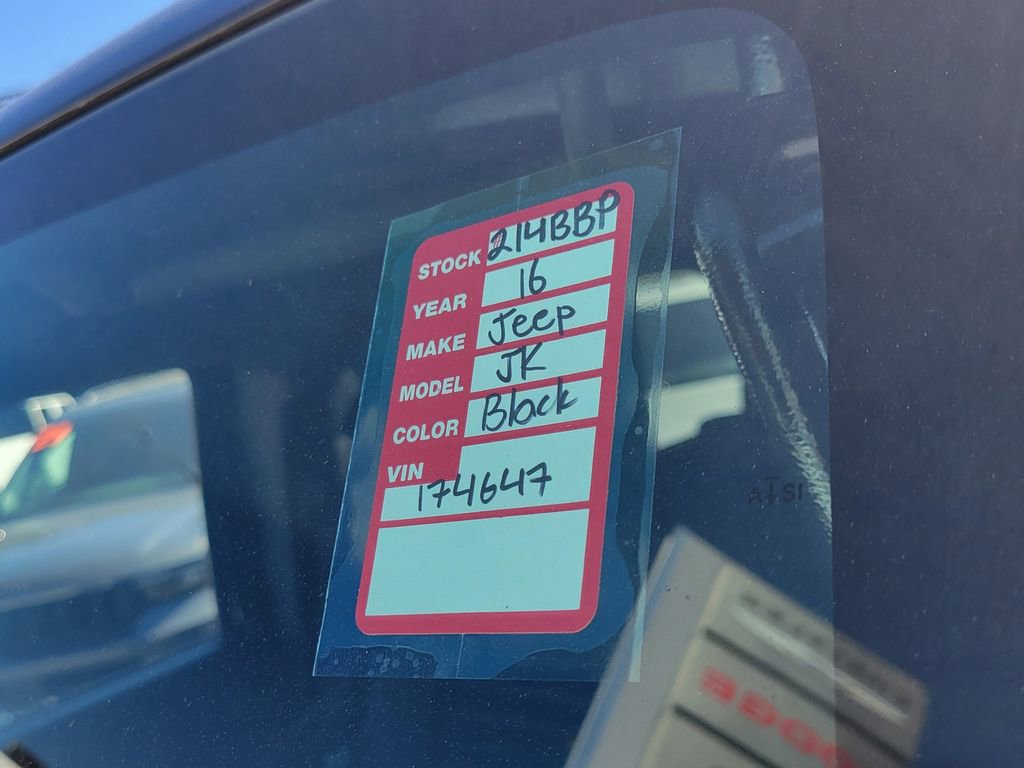 STOCK 214BBP
YEAR 16
MAKE Jeep
MODEL JK
COLOR Black
VIN 174647